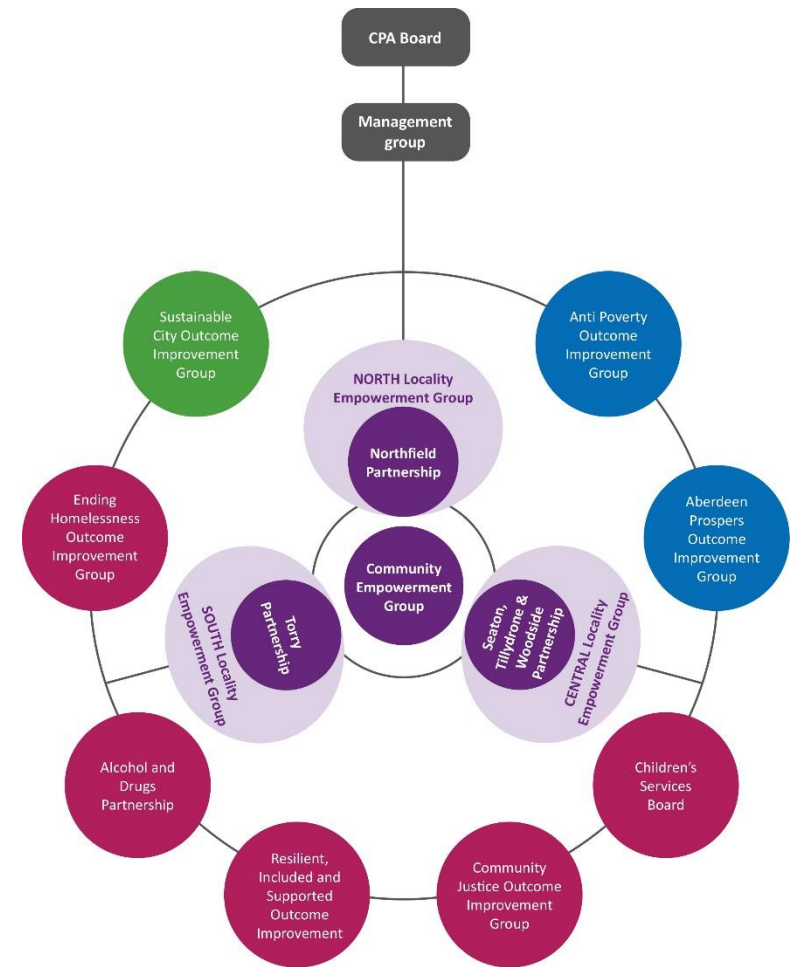 CPA Board
Management
group
Sustainable
City Outcome
Improvement
Group
Anti Poverty
Outcome
Improvement
Group
NORTH Locality
Empowerment Group
Northfield
Partnership
Ending
Homelessness
Outcome
Improvement
Group
Aberdeen
Prospers
Outcome
Improvement
Group
Community
Empowerment
Group
SOUTH Locality
Empowerment Group
Torry
Partnership
Seaton,
Tillydrone &
Woodside
Partnership
CENTRAL Locality
Empowerment Group
Alcohol and
Drugs
Partnership
Children’s
Services
Board
Resilient,
Included and
Supported
Outcome
Improvement
Community
Justice Outcome
Improvement
Group